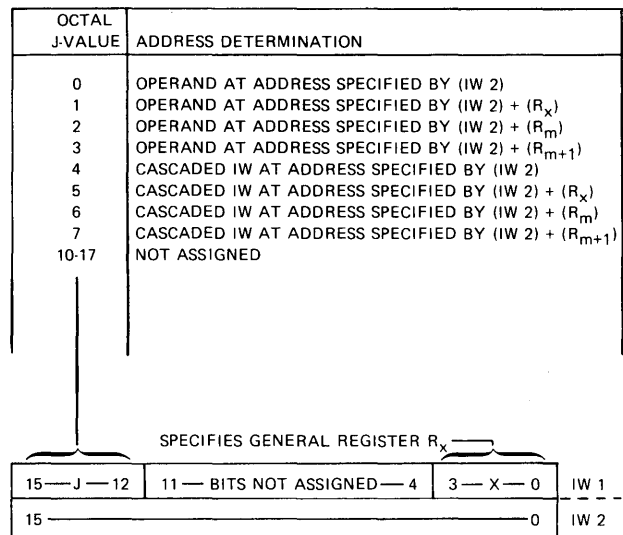 OCTAL
J-VALUE ADDRESS DETERMINATION
0 OPERAND AT ADDRESS SPECIFIED BY (IW 2)
1 OPERAND AT ADDRESS SPECIFIED BY (IW 2) + (Rx)
2 OPERAND AT ADDRESS SPECIFIED BY (IW 2) + (Rm)
3 OPERAND AT ADDRESS SPECIFIED BY (IW 2) + (Rm+1)
4 CASCADED IW AT ADDRESS SPECIFIED BY (IW 2)
5 CASCADED IW AT ADDRESS SPECIFIED BY (IW 2) + (Rx)
6 CASCADED IW AT ADDRESS SPECIFIED BY (IW 2) + (Rm)
7 CASCADED IW AT ADDRESS SPECIFIED BY (IW 2) + (Rm+1)
10-17 NOT ASSIGNED
SPECIFIES GENERAL REGISTER Rx
15—J—12 11—BITS NOT ASSIGNED—4 3—X—0 IW 1
15—0 IW 2